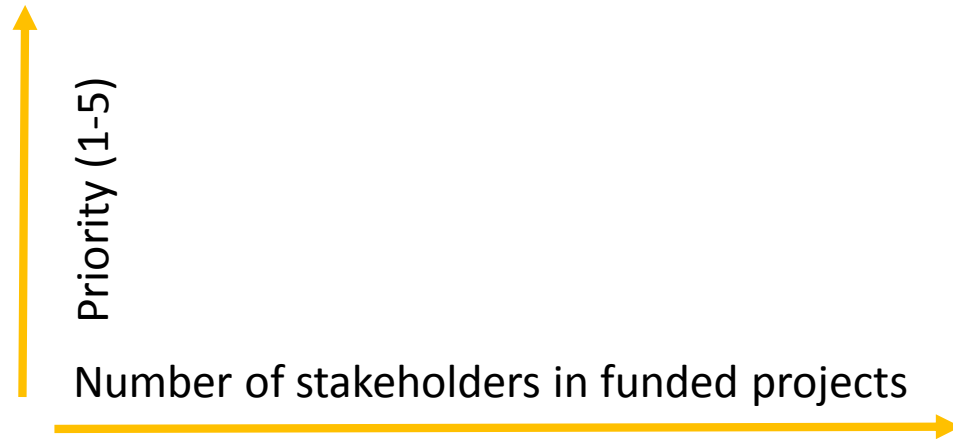 Priority (1-5)
Number of stakeholders in funded projects